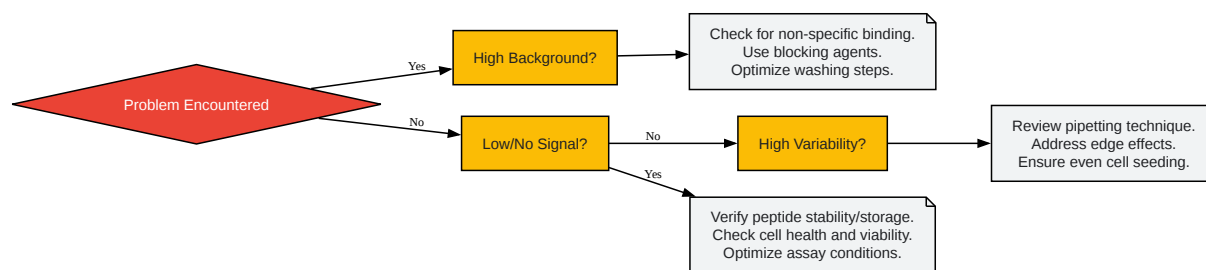 Problem Encountered
Yes
High Background?
Check for non-specific binding.
Use blocking agents.
Optimize washing steps.
No
Low/No Signal?
No
High Variability?
Review pipetting technique.
Address edge effects.
Ensure even cell seeding.
Yes
Verify peptide stability/storage.
Check cell health and viability.
Optimize assay conditions.